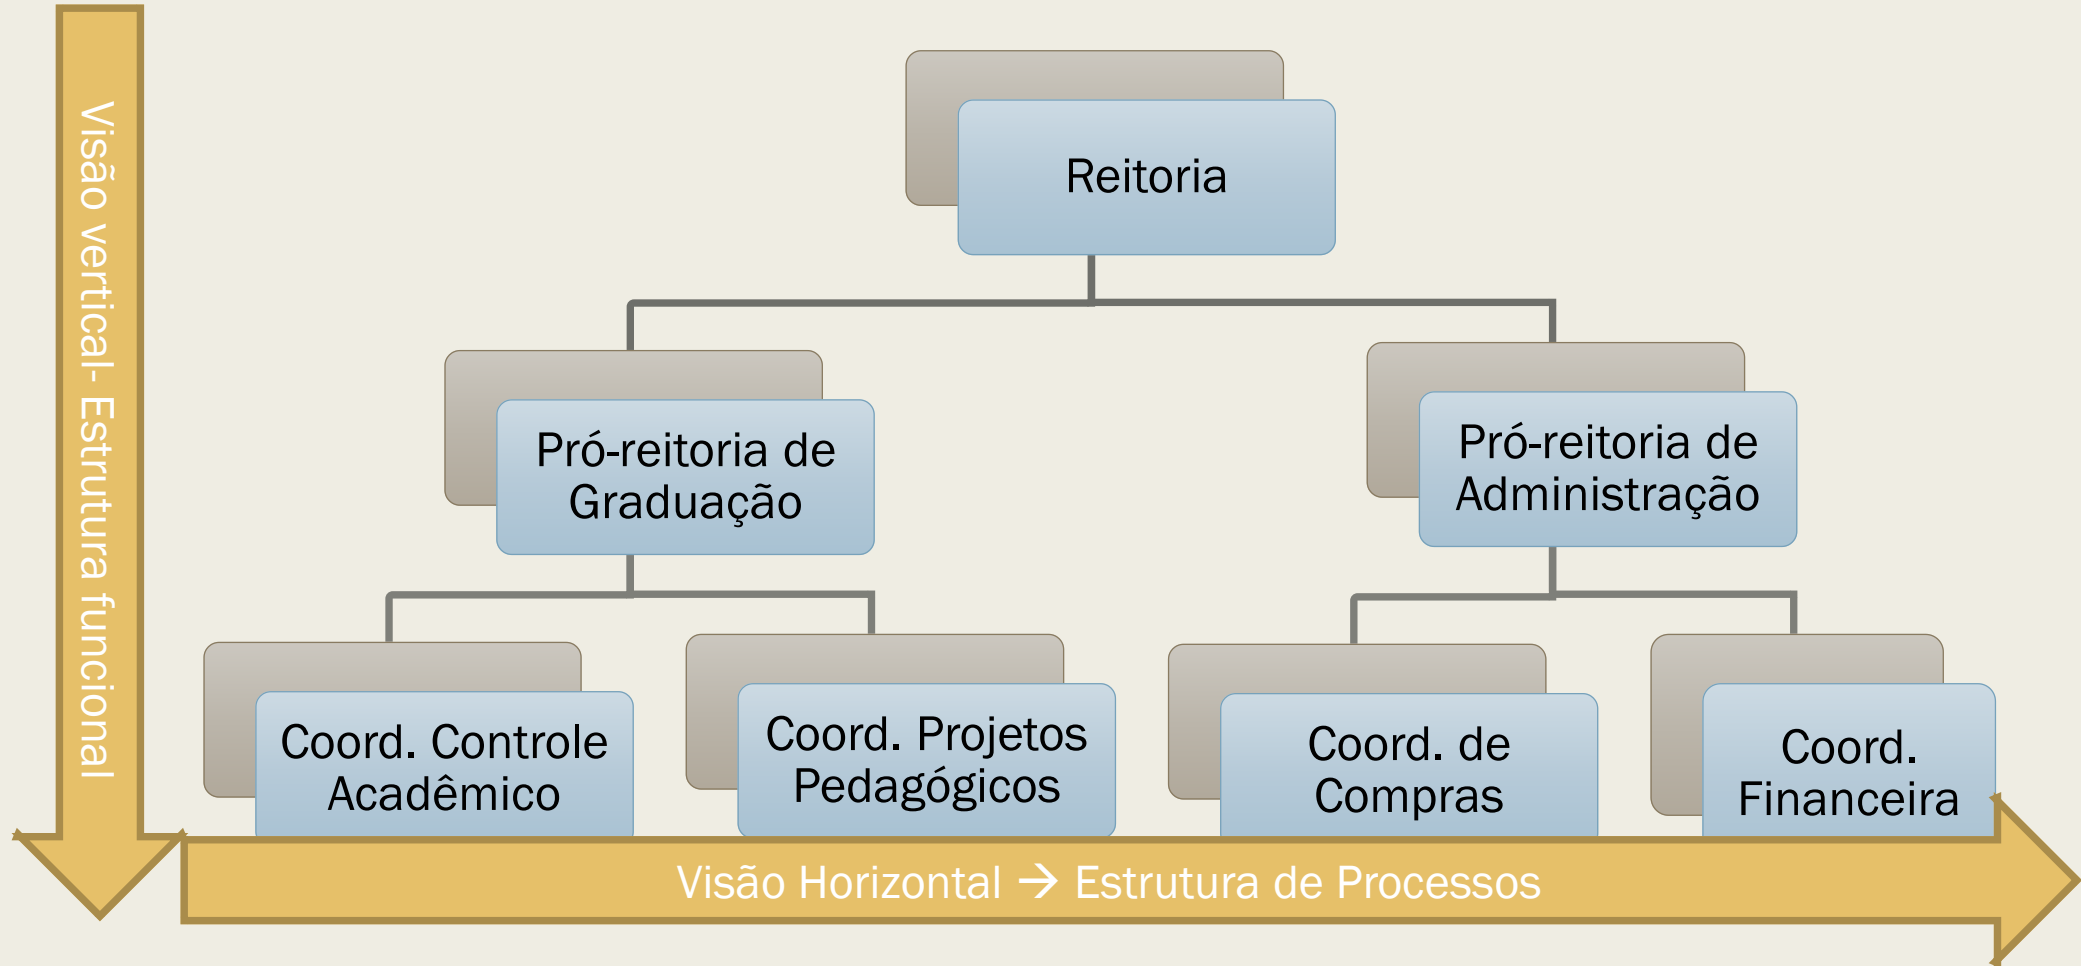 Visão vertical- Estrutura funcional
Reitoria
Pró-reitoria de
Graduação
Pró-reitoria de
Administração
Coord. Controle
Acadêmico
Coord. Projetos
Pedagógicos
Coord. de
Compras
Coord.
Financeira
Visão Horizontal → Estrutura de Processos